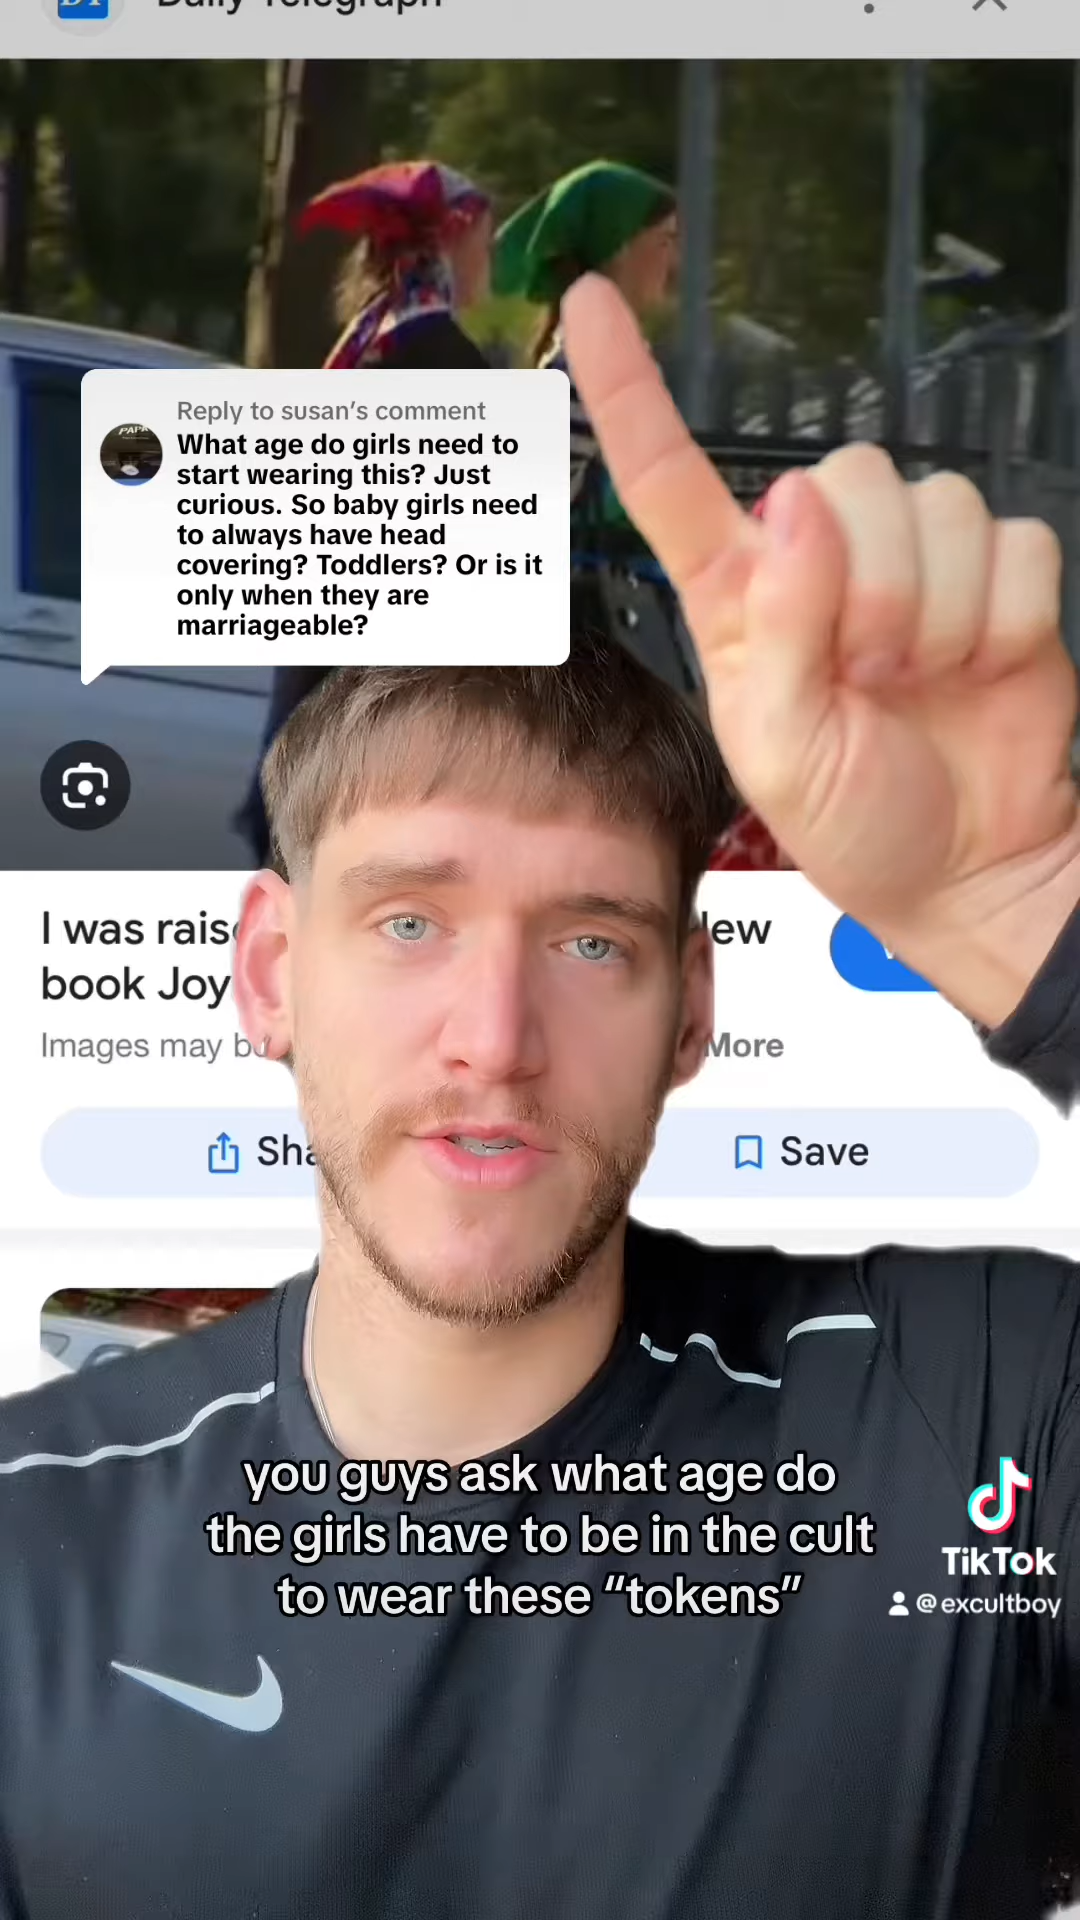 Daily Telegraph
Reply to susan's comment
What age do girls need to
start wearing this? Just
curious. So baby girls need
to always have head
covering? Toddlers? Or is it
only when they are
marriageable?
I was
book Joy
Images may
More
Save
you guys ask what age do
the girls have to be in the cult
to wear these "tokens"
TikTok
@excultboy